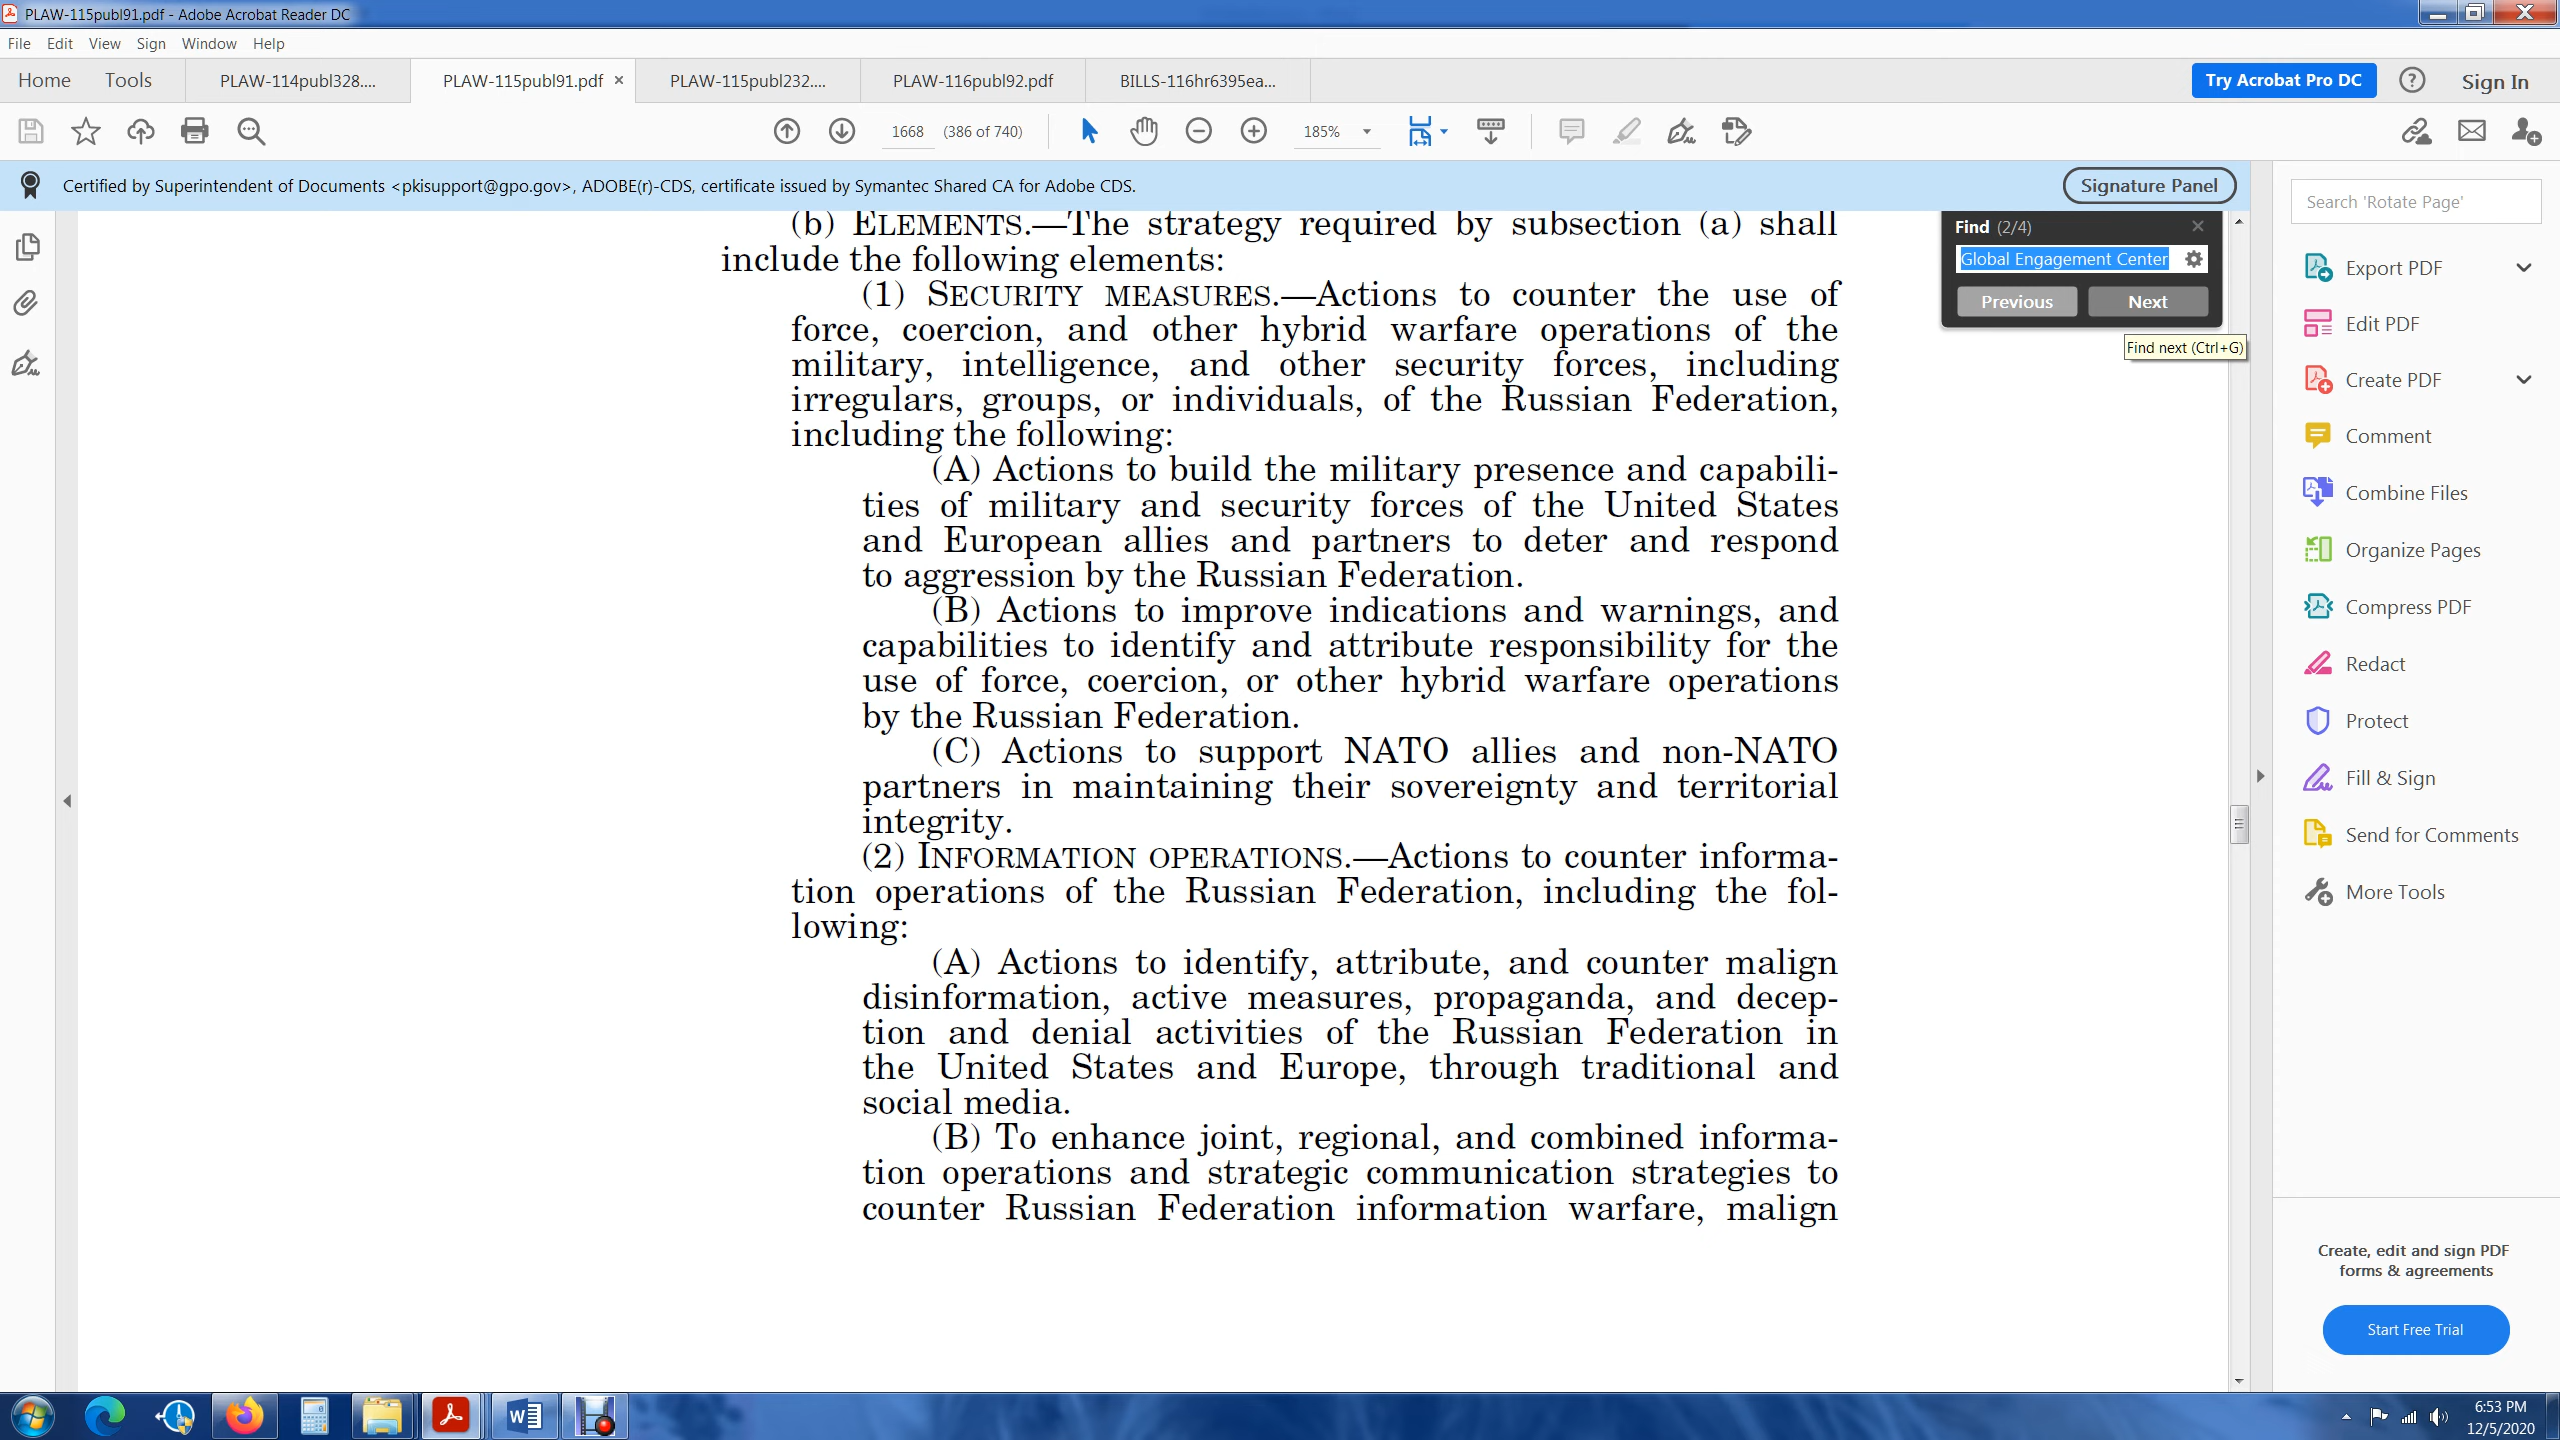 PLAW-115publ91.pdf - Adobe Acrobat Reader DC
File Edit View Sign Window Help
Home Tools PLAW-114publ328.... PLAW-115publ91.pdf × PLAW-115publ232.... PLAW-116publ92.pdf BILLS-116hr6395ea... Try Acrobat Pro DC ? Sign In
1668 (386 of 740) 185%
Certified by Superintendent of Documents <pkisupport@gpo.gov>, ADOBE(r)-CDS, certificate issued by Symantec Shared CA for Adobe CDS. Signature Panel
(b) ELEMENTS.—The strategy required by subsection (a) shall
include the following elements:
(1) SECURITY MEASURES.—Actions to counter the use of
force, coercion, and other hybrid warfare operations of the
military, intelligence, and other security forces, including
irregulars, groups, or individuals, of the Russian Federation,
including the following:
(A) Actions to build the military presence and capabili-
ties of military and security forces of the United States
and European allies and partners to deter and respond
to aggression by the Russian Federation.
(B) Actions to improve indications and warnings, and
capabilities to identify and attribute responsibility for the
use of force, coercion, or other hybrid warfare operations
by the Russian Federation.
(C) Actions to support NATO allies and non-NATO
partners in maintaining their sovereignty and territorial
integrity.
(2) INFORMATION OPERATIONS.—Actions to counter informa-
tion operations of the Russian Federation, including the fol-
lowing:
(A) Actions to identify, attribute, and counter malign
disinformation, active measures, propaganda, and decep-
tion and denial activities of the Russian Federation in
the United States and Europe, through traditional and
social media.
(B) To enhance joint, regional, and combined informa-
tion operations and strategic communication strategies to
counter Russian Federation information warfare, malign
Find (2/4)
Global Engagement Center
Previous Next
Find next (Ctrl+G)
Search 'Rotate Page'
Export PDF
Edit PDF
Create PDF
Comment
Combine Files
Organize Pages
Compress PDF
Redact
Protect
Fill & Sign
Send for Comments
More Tools
Create, edit and sign PDF
forms & agreements
Start Free Trial
6:53 PM
12/5/2020